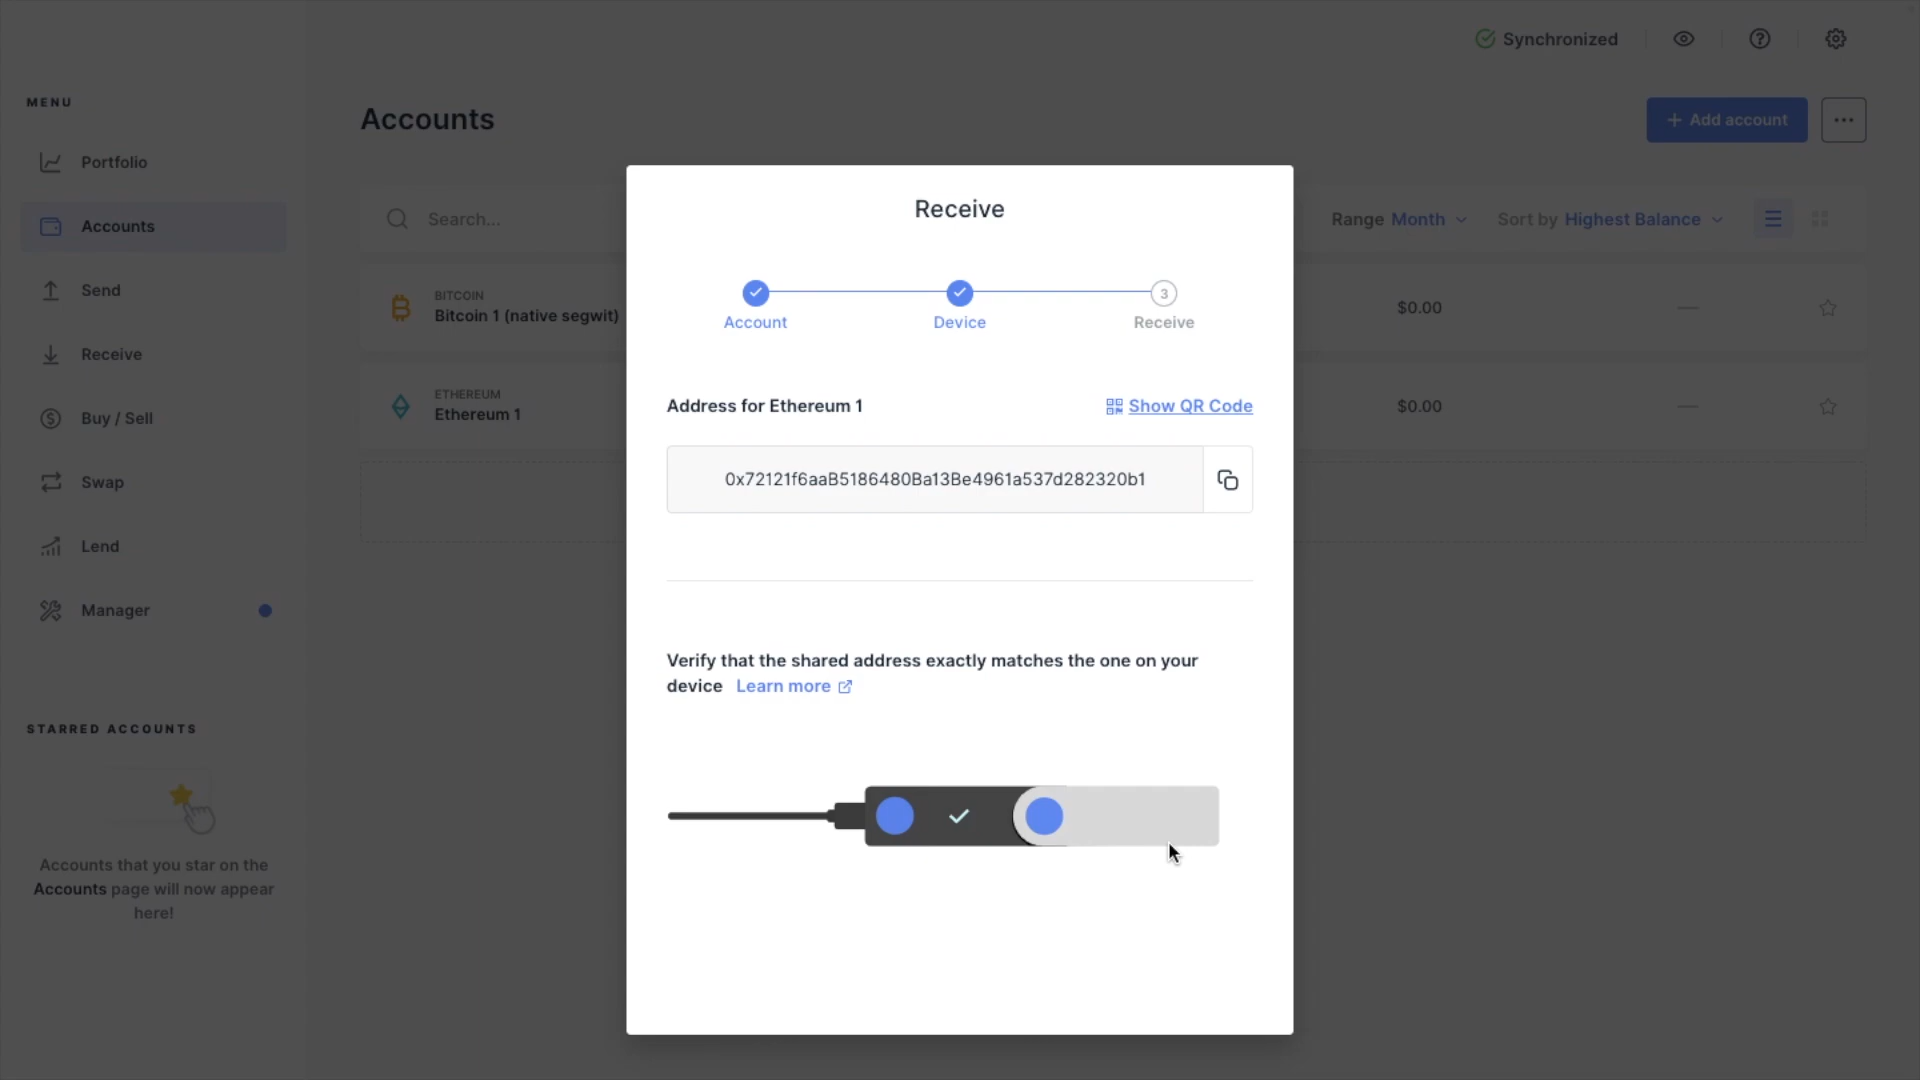 Synchronized
MENU
Accounts
+ Add account
Portfolio
Accounts
Send
Receive
Buy / Sell
Swap
Lend
Manager
Search...
Range Month
Sort by Highest Balance
BITCOIN
Bitcoin 1 (native segwit)
$0.00
ETHEREUM
Ethereum 1
$0.00
STARRED ACCOUNTS
Accounts that you star on the
Accounts page will now appear
here!
Receive
3
Account
Device
Receive
Address for Ethereum 1
Show QR Code
0x72121f6aaB5186480Ba13Be4961a537d282320b1
Verify that the shared address exactly matches the one on your
device Learn more